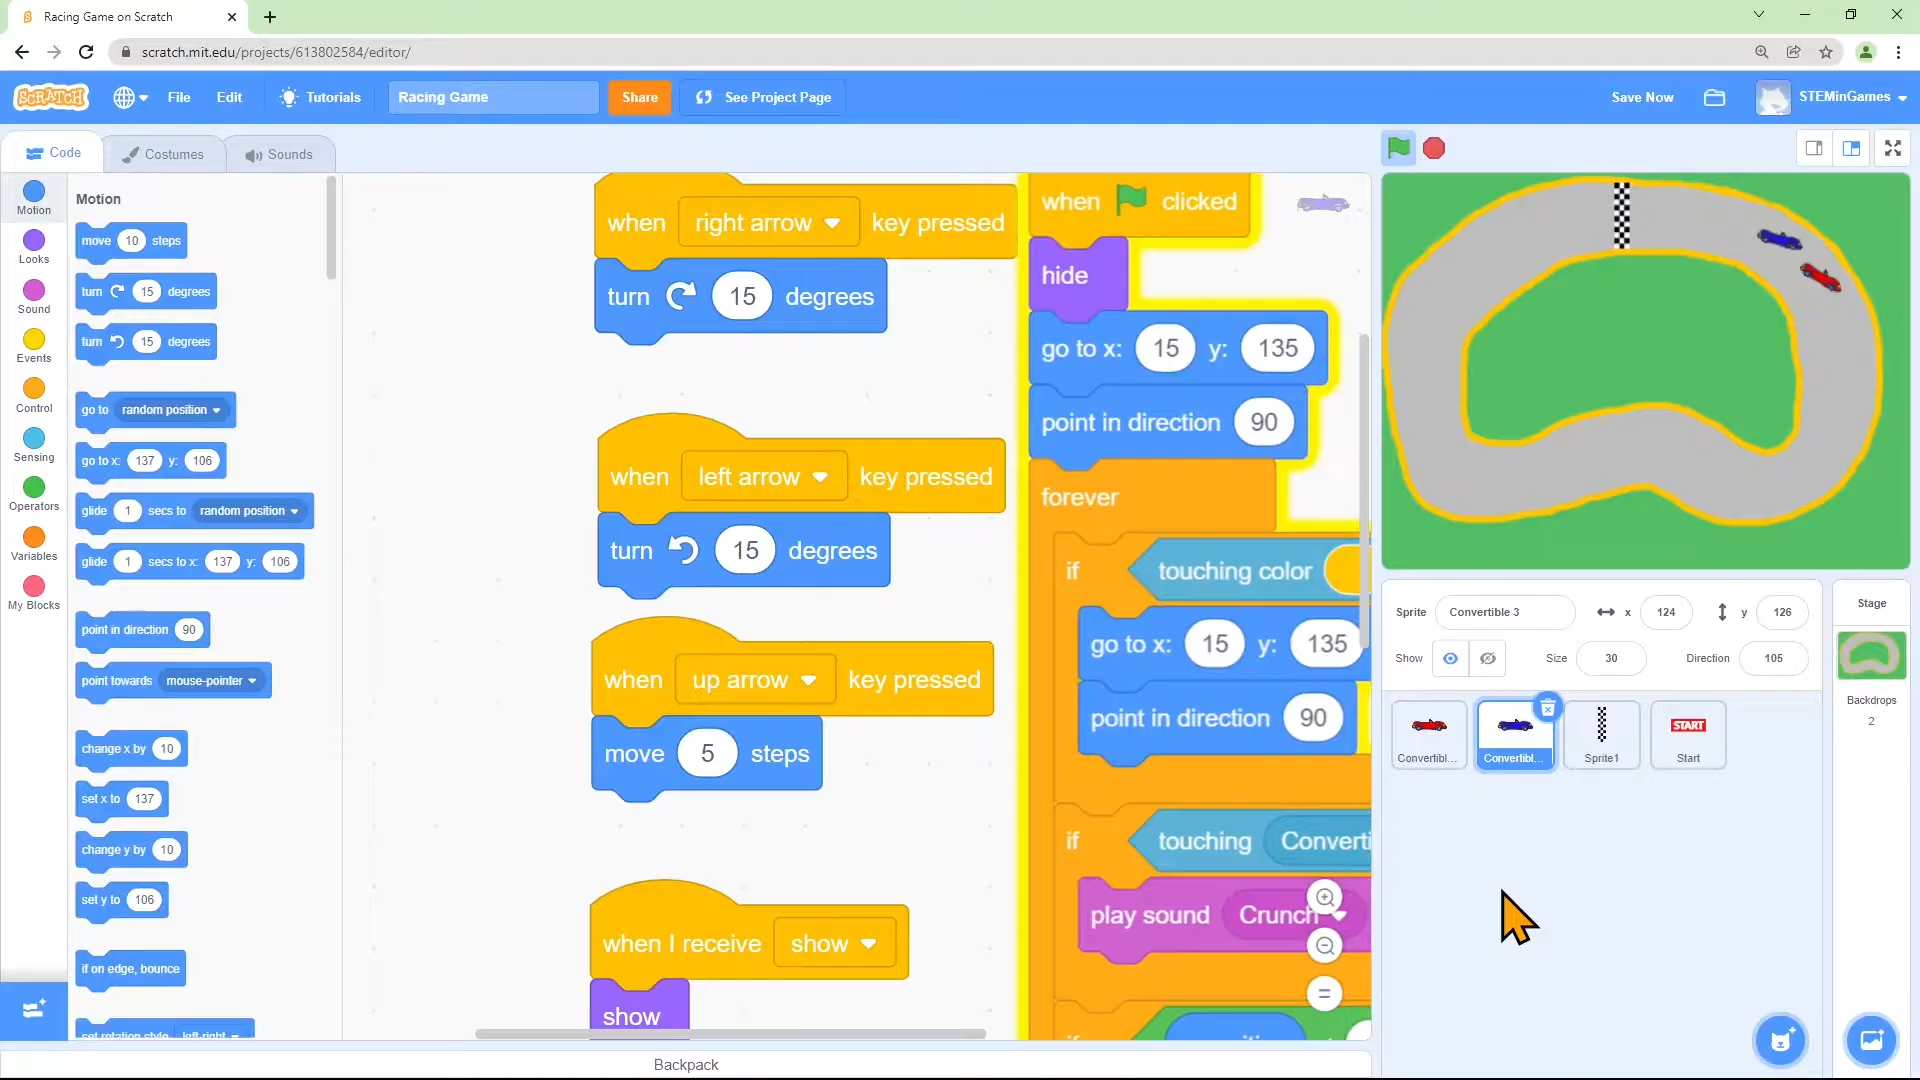 Racing Game on Scratch
scratch.mit.edu/projects/613802584/editor/
SCRATCH File Edit Tutorials Racing Game Share See Project Page Save Now STEMinGames
Code Costumes Sounds
Motion
Looks
Sound
Events
Control
Sensing
Operators
Variables
My Blocks
Motion
move 10 steps
turn 15 degrees
turn 15 degrees
go to random position
go to x: 137 y: 106
glide 1 secs to random position
glide 1 secs to x: 137 y: 106
point in direction 90
point towards mouse-pointer
change x by 10
set x to 137
change y by 10
set y to 106
if on edge, bounce
set rotation style left-right
when right arrow key pressed
turn 15 degrees
when left arrow key pressed
turn 15 degrees
when up arrow key pressed
move 5 steps
when I receive show
show
when clicked
hide
go to x: 15 y: 135
point in direction 90
forever
if touching color
go to x: 15 y: 135
point in direction 90
if touching Converti
play sound Crunch
if
Backpack
Sprite Convertible 3 x 124 y 126
Show Size 30 Direction 105
Convertibl...
Convertibl...
Sprite1
START
Start
Stage
Backdrops
2